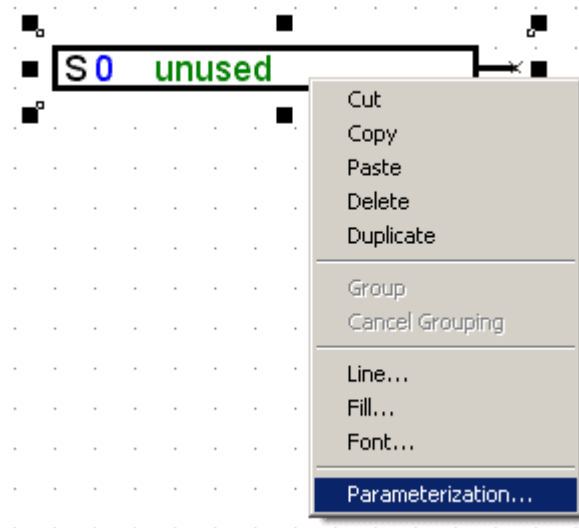 S 0 unused
Cut
Copy
Paste
Delete
Duplicate
Group
Cancel Grouping
Line...
Fill...
Font...
Parameterization...